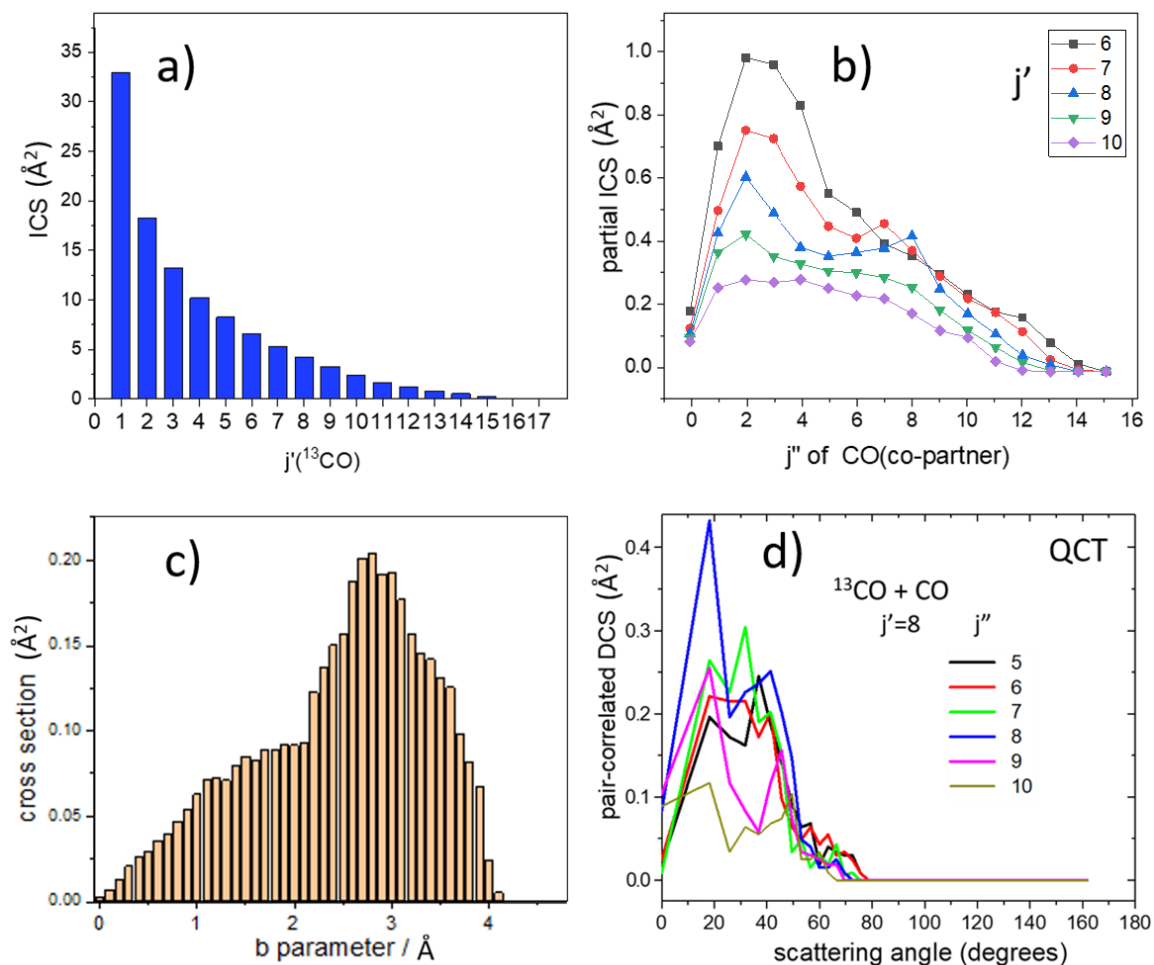 a)
35
30
25
20
15
10
5
0
ICS (Å²)
0 1 2 3 4 5 6 7 8 9 10 11 12 13 14 15 16 17
j'(¹³CO)
b)
j’
6
7
8
9
10
1.0
0.8
0.6
0.4
0.2
0.0
partial ICS (Å²)
0 2 4 6 8 10 12 14 16
j" of CO(co-partner)
c)
0.20
0.15
0.10
0.05
0.00
cross section (Å²)
0 1 2 3 4
b parameter / Å
d)
QCT
¹³CO + CO
j’=8 j”
5
6
7
8
9
10
0.4
0.3
0.2
0.1
0.0
pair-correlated DCS (Å²)
0 20 40 60 80 100 120 140 160 180
scattering angle (degrees)